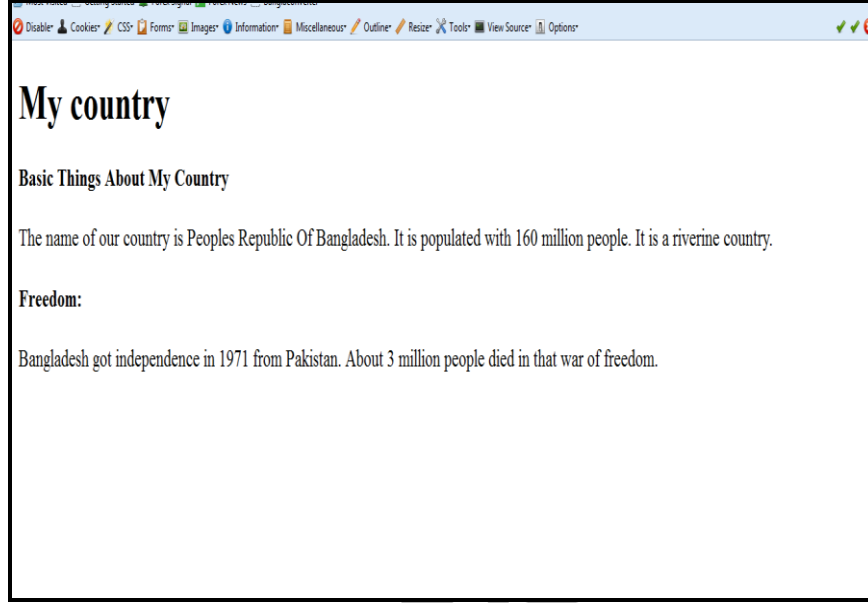 Disable Cookies CSS Forms Images Information Miscellaneous Outline Resize Tools View Source Options
My country
Basic Things About My Country
The name of our country is Peoples Republic Of Bangladesh. It is populated with 160 million people. It is a riverine country.
Freedom:
Bangladesh got independence in 1971 from Pakistan. About 3 million people died in that war of freedom.